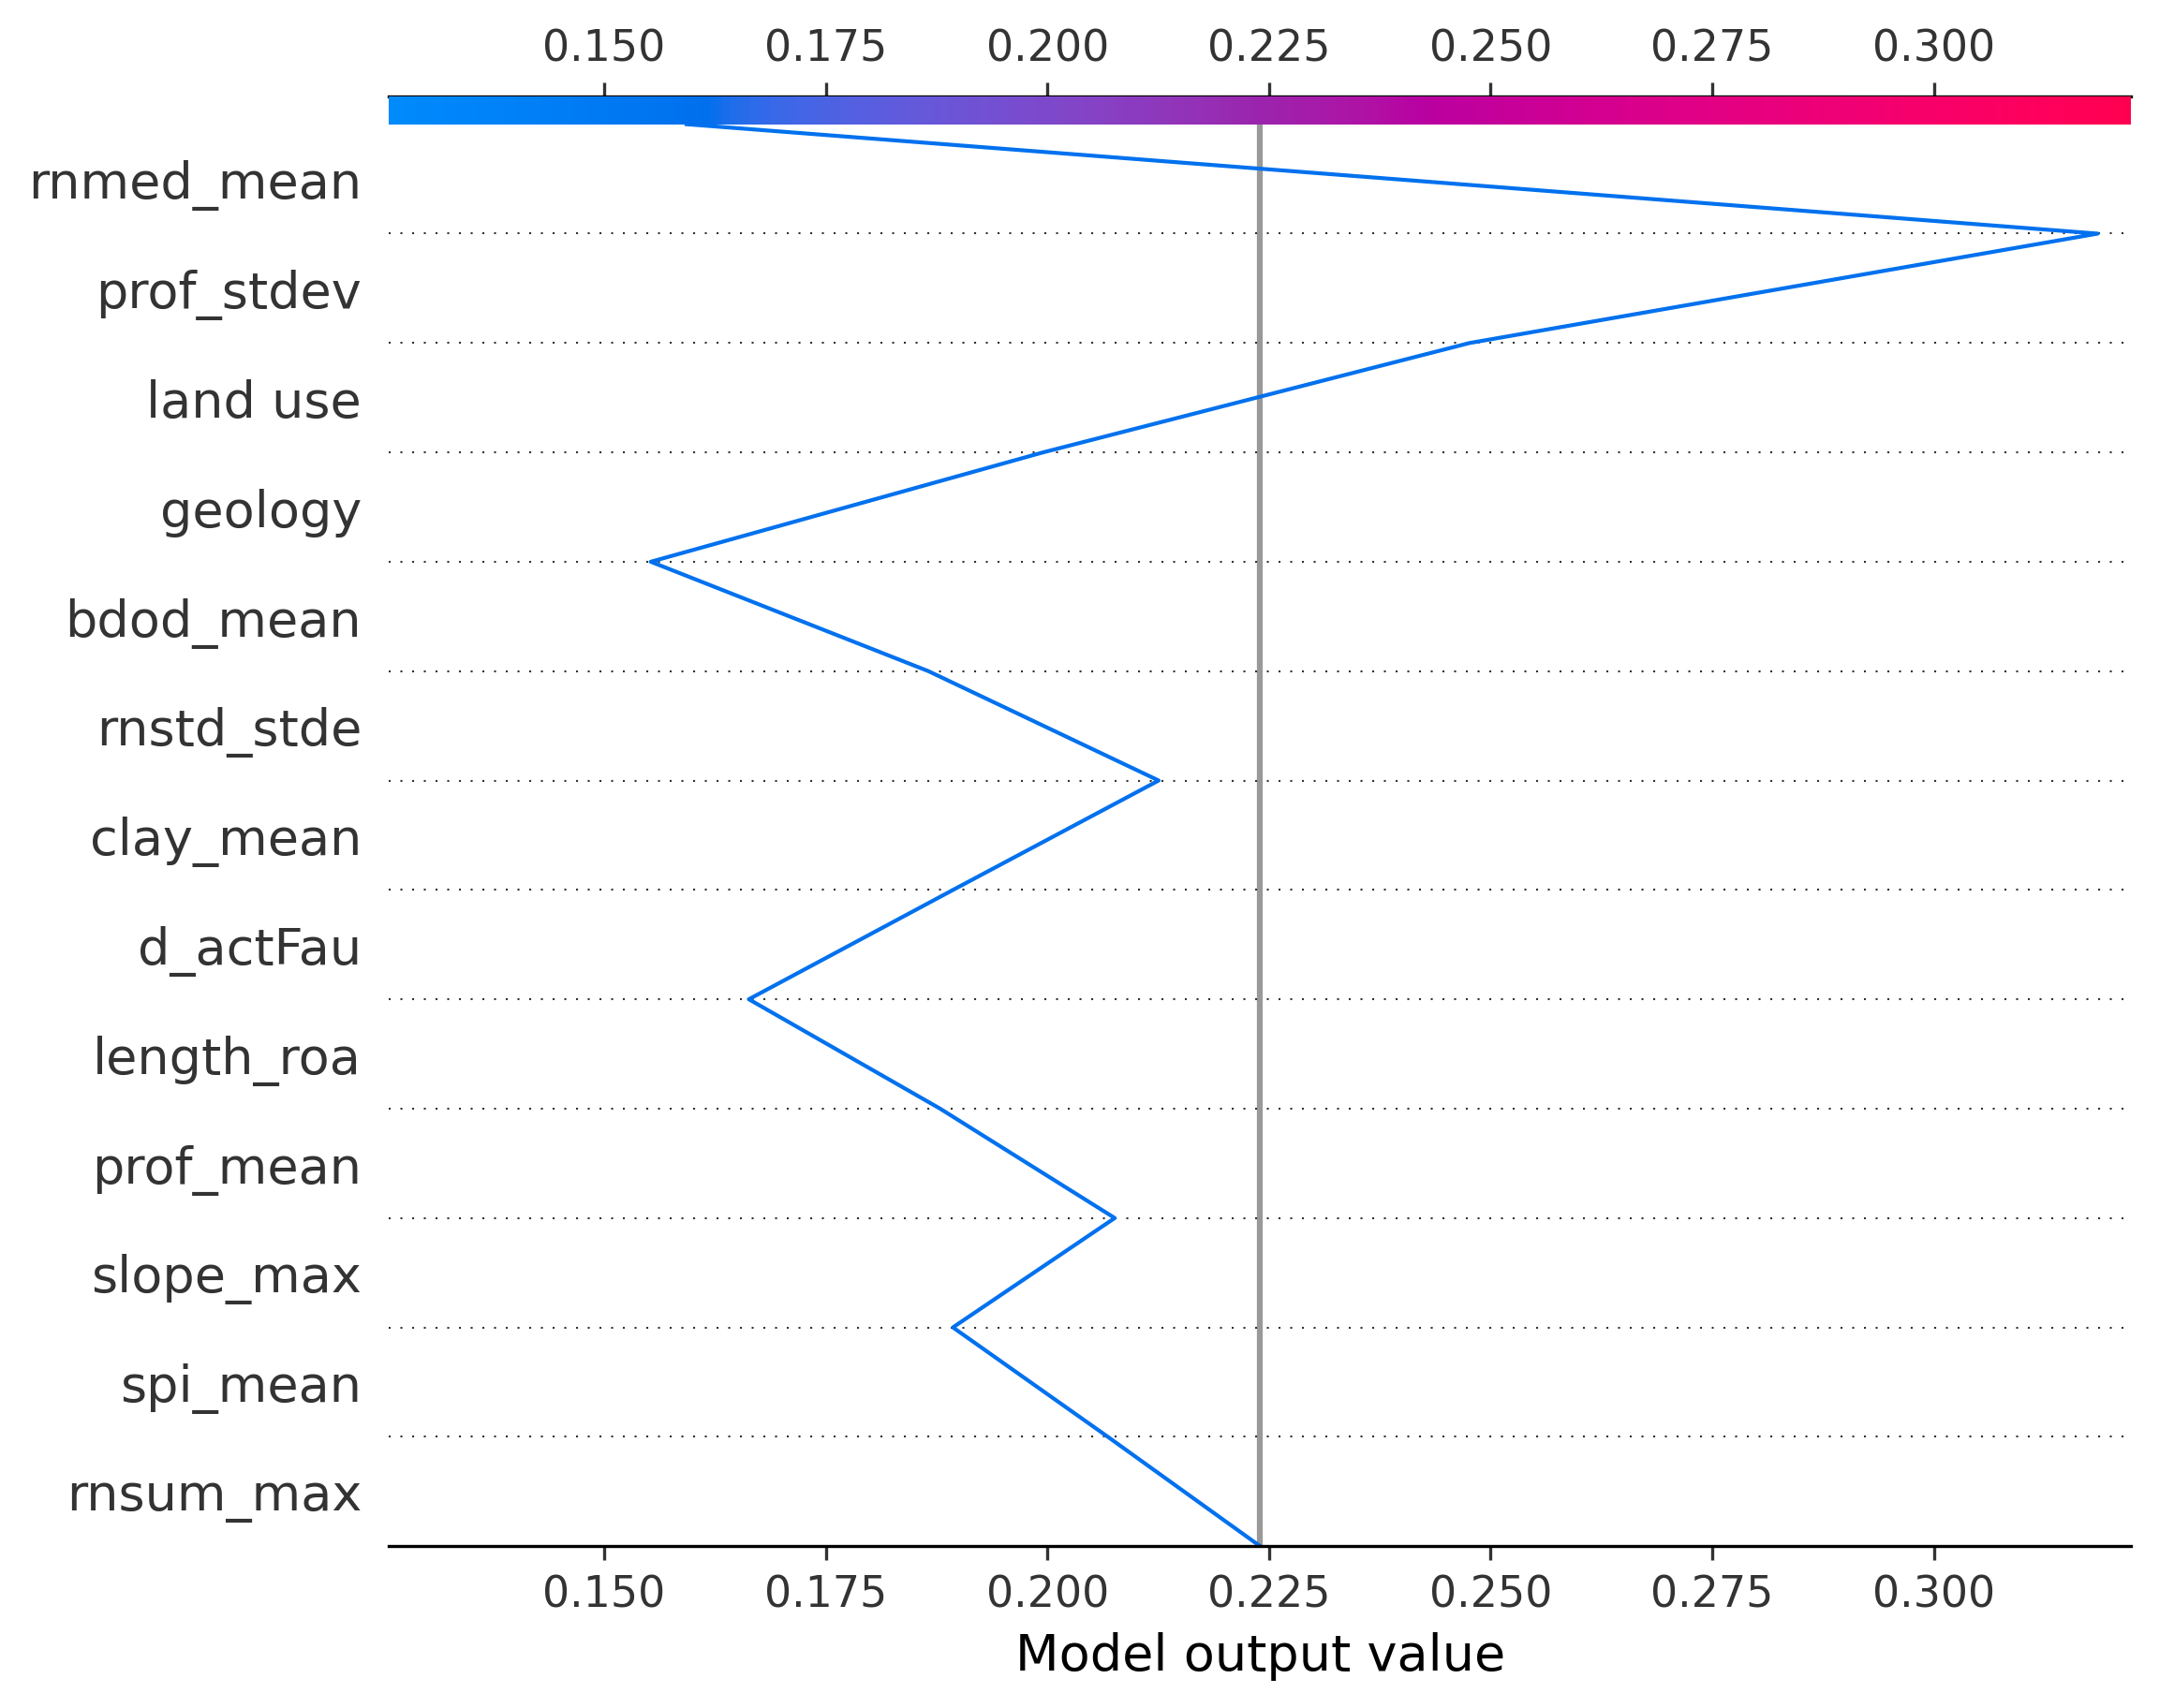 0.150 0.175 0.200 0.225 0.250 0.275 0.300
rnmed_mean
prof_stdev
land use
geology
bdod_mean
rnstd_stde
clay_mean
d_actFau
length_roa
prof_mean
slope_max
spi_mean
rnsum_max
0.150 0.175 0.200 0.225 0.250 0.275 0.300
Model output value